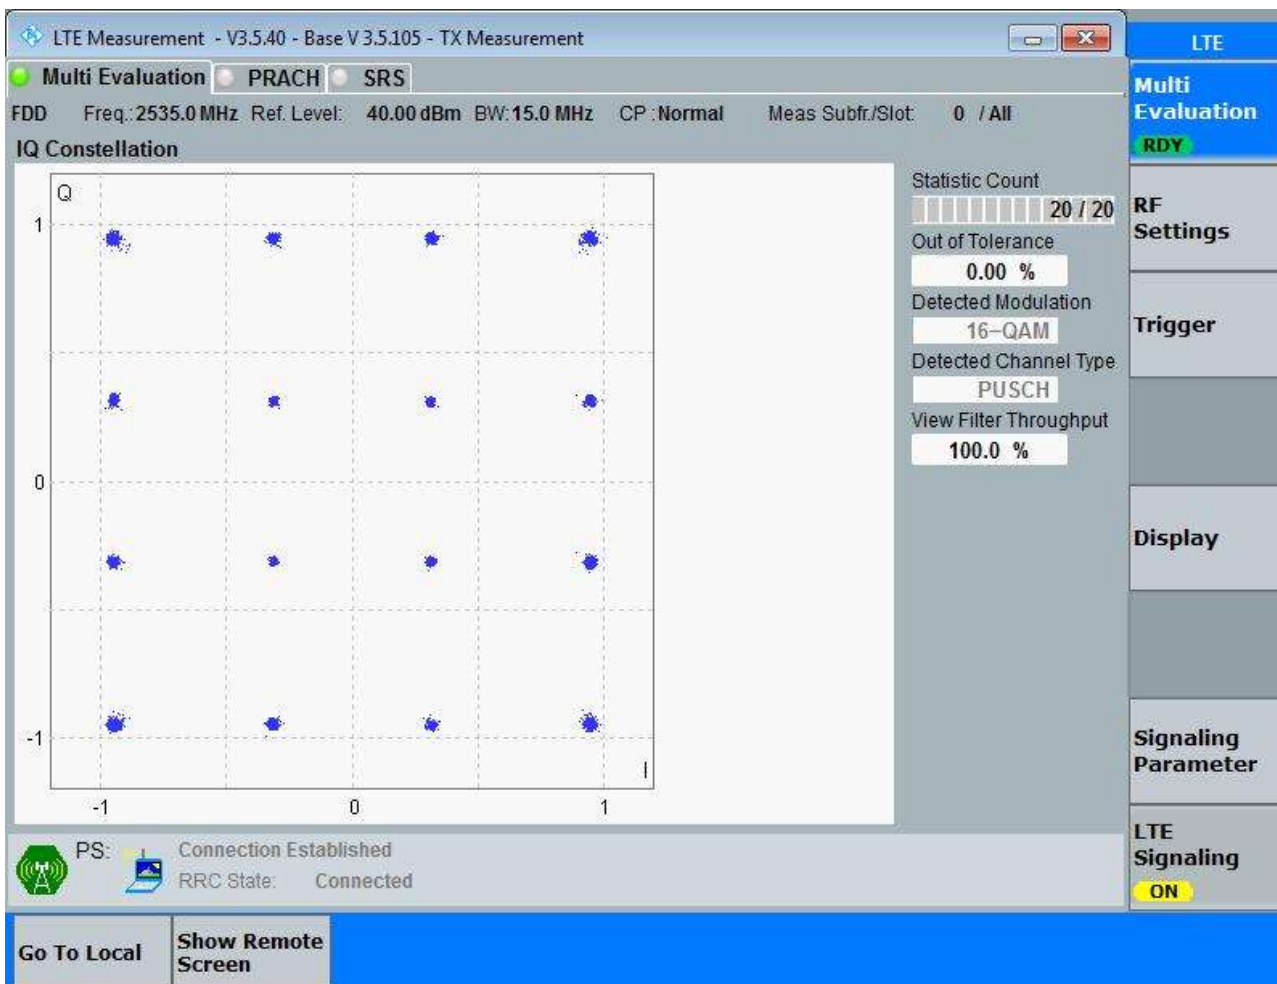 LTE Measurement - V3.5.40 - Base V 3.5.105 - TX Measurement
Multi Evaluation PRACH SRS
FDD Freq.: 2535.0 MHz Ref. Level: 40.00 dBm BW: 15.0 MHz CP : Normal Meas Subfr./Slot: 0 / All
IQ Constellation
Q
1
0
-1
I
-1 0 1
Statistic Count
20 / 20
Out of Tolerance
0.00 %
Detected Modulation
16-QAM
Detected Channel Type
PUSCH
View Filter Throughput
100.0 %
PS: Connection Established
RRC State: Connected
LTE
Multi
Evaluation
RDY
RF
Settings
Trigger
Display
Signaling
Parameter
LTE
Signaling
ON
Go To Local
Show Remote
Screen